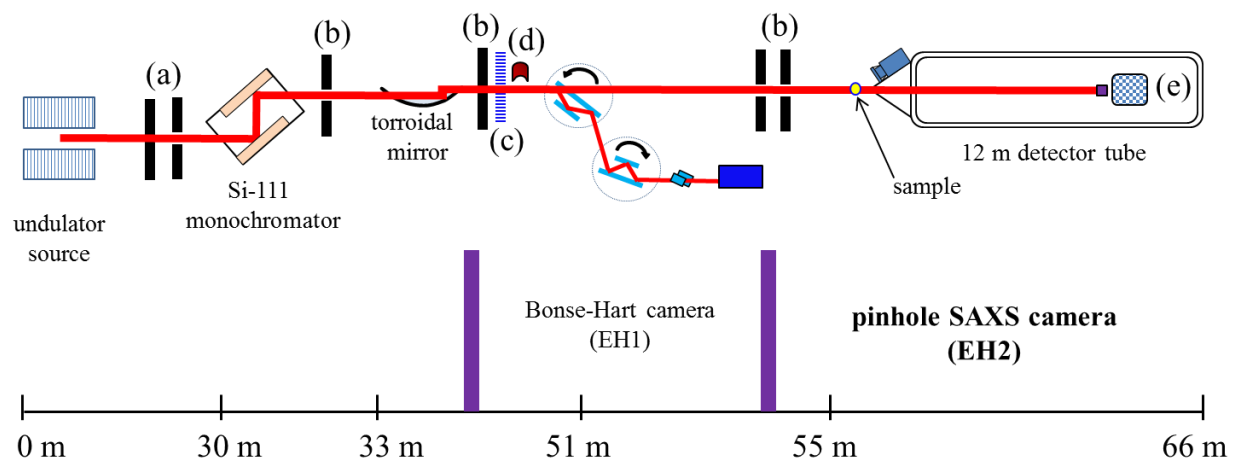 (a)
(b)
(b)
(d)
(b)
(e)
(c)
torroidal
mirror
12 m detector tube
sample
Si-111
monochromator
undulator
source
Bonse-Hart camera
(EH1)
pinhole SAXS camera
(EH2)
0 m
30 m
33 m
51 m
55 m
66 m